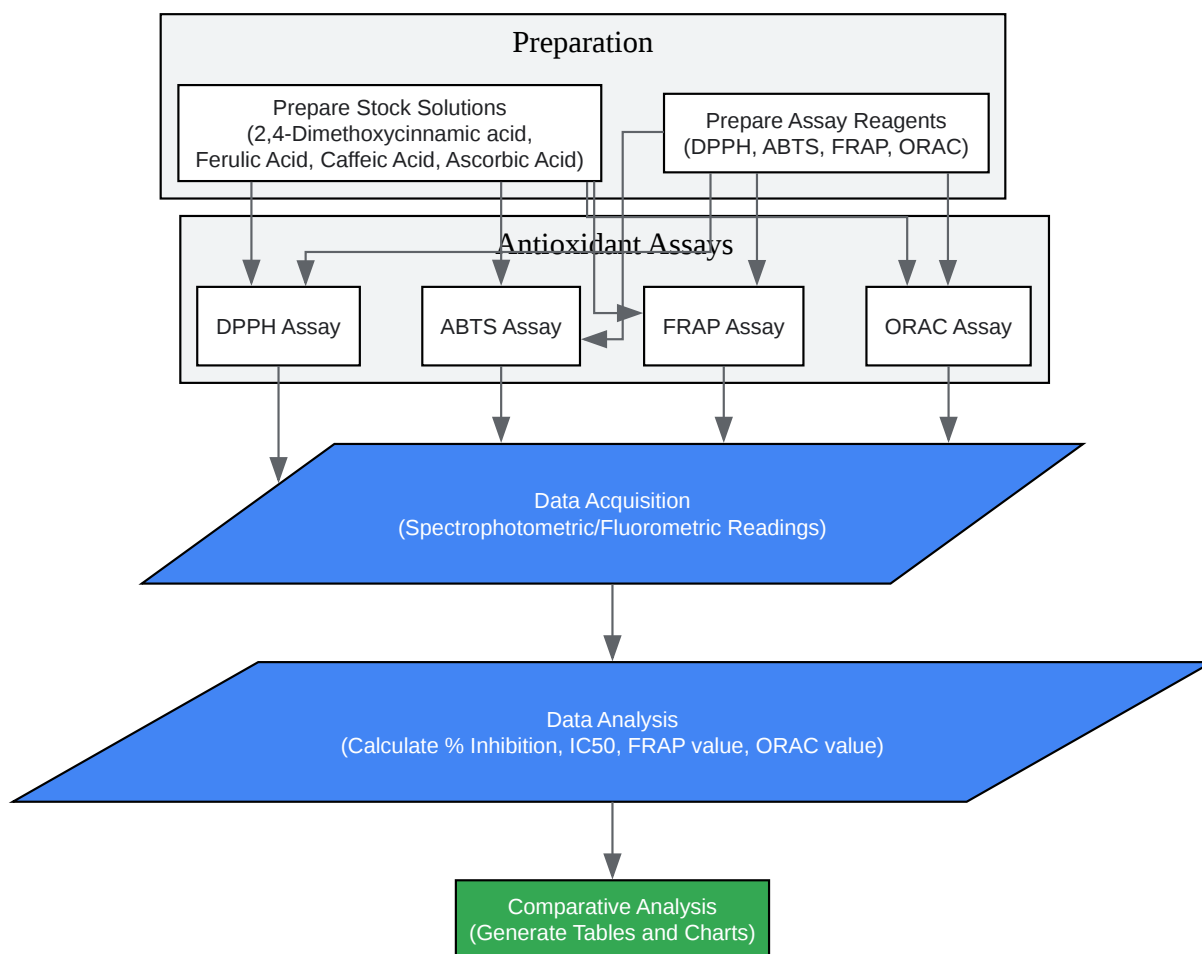 Preparation
Prepare Stock Solutions
(2,4-Dimethoxycinnamic acid,
Ferulic Acid, Caffeic Acid, Ascorbic Acid)
Prepare Assay Reagents
(DPPH, ABTS, FRAP, ORAC)
Antioxidant Assays
DPPH Assay
ABTS Assay
FRAP Assay
ORAC Assay
Data Acquisition
(Spectrophotometric/Fluorometric Readings)
Data Analysis
(Calculate % Inhibition, IC50, FRAP value, ORAC value)
Comparative Analysis
(Generate Tables and Charts)